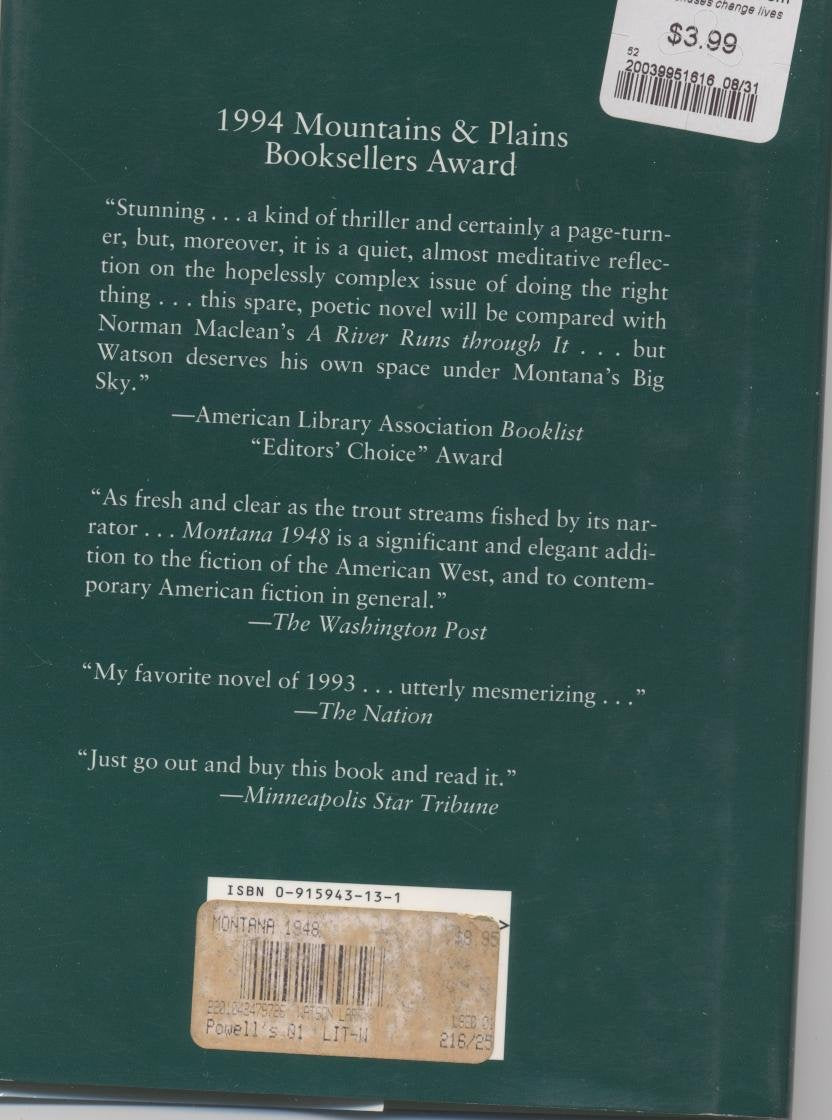 change lives
$3.99
52
20039951616 08/31
1994 Mountains & Plains
Booksellers Award
“Stunning . . . a kind of thriller and certainly a page-turn-
er, but, moreover, it is a quiet, almost meditative reflec-
tion on the hopelessly complex issue of doing the right
thing . . . this spare, poetic novel will be compared with
Norman Maclean’s A River Runs through It . . . but
Watson deserves his own space under Montana’s Big
Sky.”
—American Library Association Booklist
“Editors’ Choice” Award
“As fresh and clear as the trout streams fished by its nar-
rator . . . Montana 1948 is a significant and elegant addi-
tion to the fiction of the American West, and to contem-
porary American fiction in general.”
—The Washington Post
“My favorite novel of 1993 . . . utterly mesmerizing . . .”
—The Nation
“Just go out and buy this book and read it.”
—Minneapolis Star Tribune
ISBN 0-915943-13-1
>
MONTANA 1948
$8.95
WATSON
Powell's 01 LIT-W
216/25